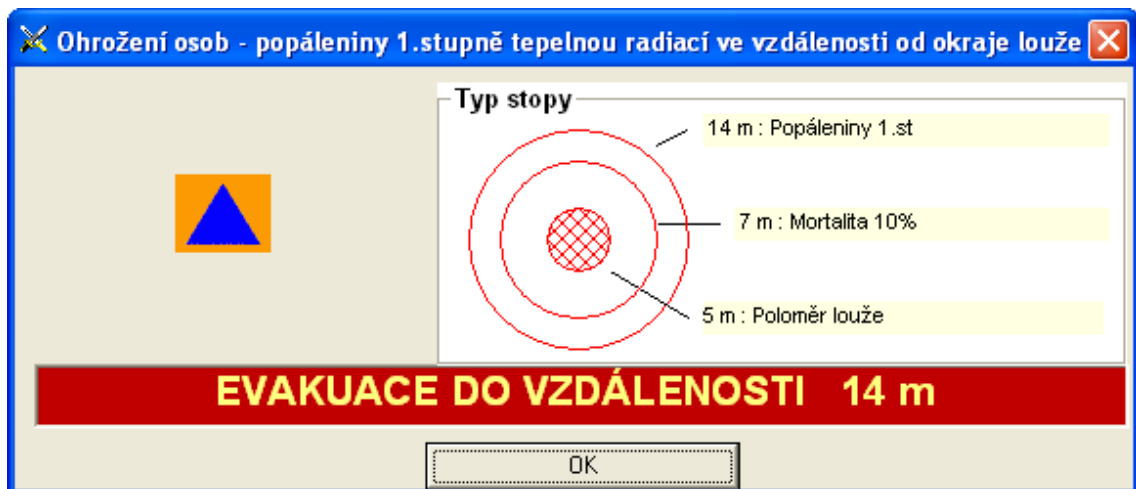 Ohrožení osob - popáleniny 1.stupně tepelnou radiací ve vzdálenosti od okraje louže
Typ stopy
14 m : Popáleniny 1.st
7 m : Mortalita 10%
5 m : Poloměr louže
EVAKUACE DO VZDÁLENOSTI 14 m
OK